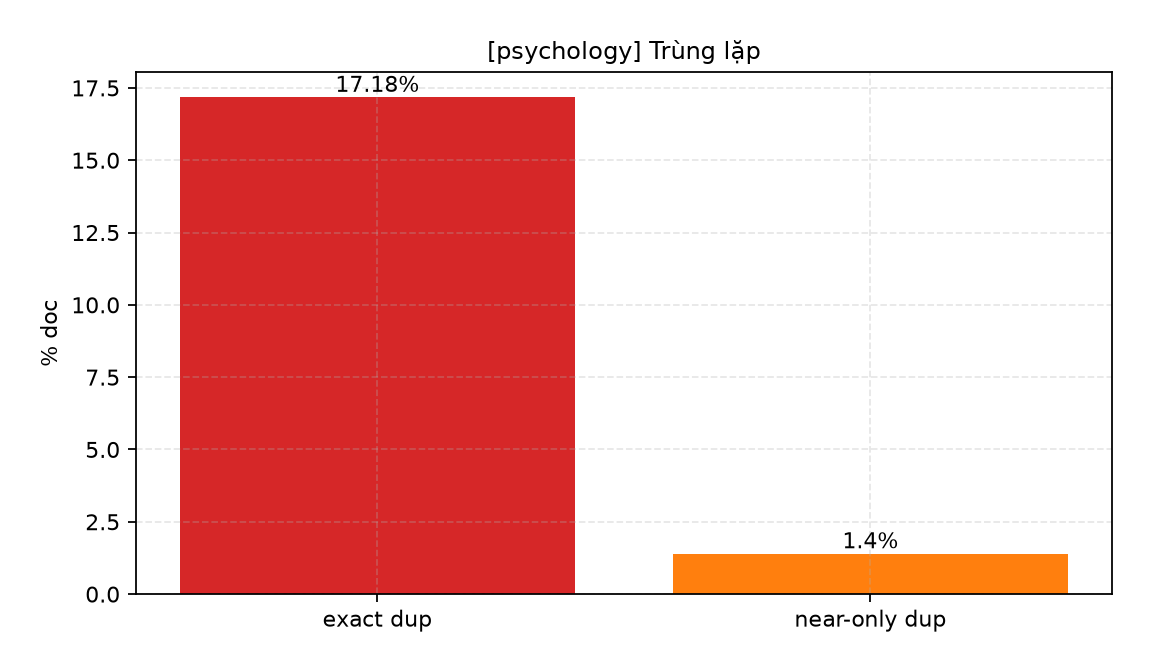 [psychology] Trùng lặp
17.5
15.0
12.5
10.0
7.5
5.0
2.5
0.0
% doc
17.18%
1.4%
exact dup
near-only dup